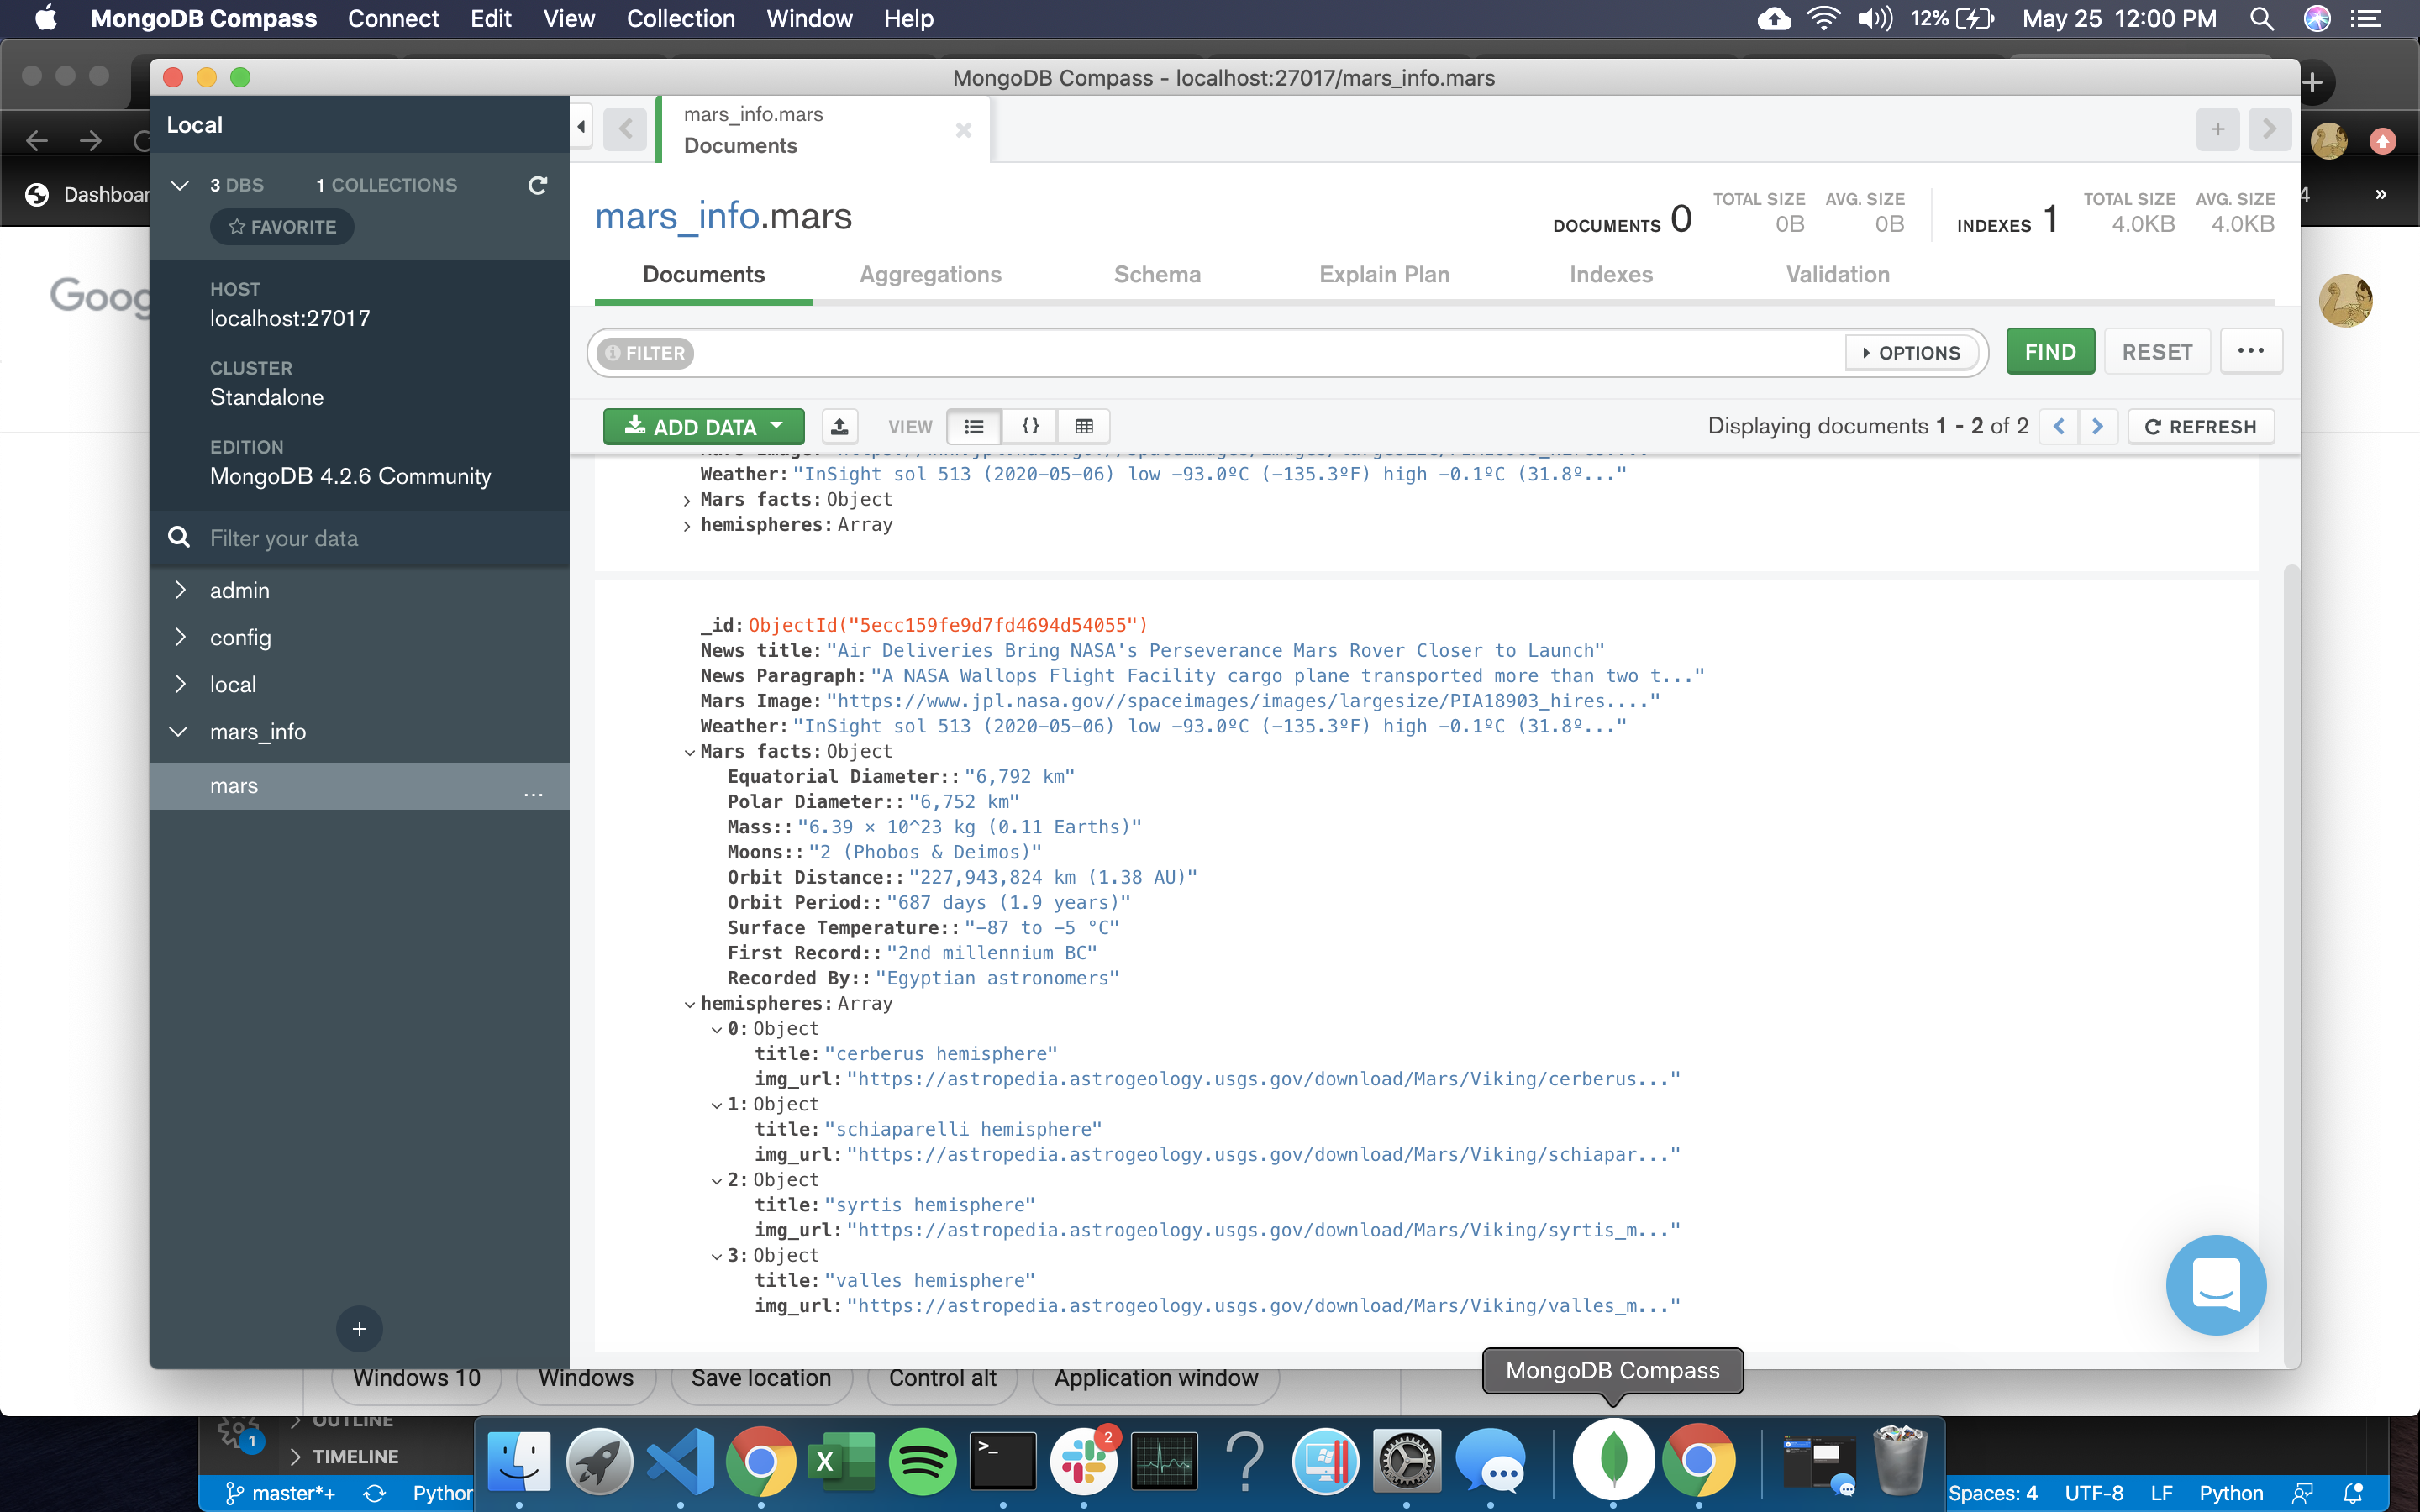 MongoDB Compass Connect Edit View Collection Window Help 12% May 25 12:00 PM
MongoDB Compass - localhost:27017/mars_info.mars
Local
mars_info.mars
Documents
3 DBS 1 COLLECTIONS
FAVORITE
Dashboar
4 »
Goog
HOST
localhost:27017
CLUSTER
Standalone
EDITION
MongoDB 4.2.6 Community
Filter your data
admin
config
local
mars_info
mars ...
mars_info.mars
DOCUMENTS 0 TOTAL SIZE 0B AVG. SIZE 0B INDEXES 1 TOTAL SIZE 4.0KB AVG. SIZE 4.0KB
Documents Aggregations Schema Explain Plan Indexes Validation
FILTER OPTIONS FIND RESET ...
ADD DATA VIEW {} Displaying documents 1 - 2 of 2 REFRESH
Weather: "InSight sol 513 (2020-05-06) low -93.0ºC (-135.3ºF) high -0.1ºC (31.8º..."
Mars facts: Object
hemispheres: Array
_id: ObjectId("5ecc159fe9d7fd4694d54055")
News title: "Air Deliveries Bring NASA's Perseverance Mars Rover Closer to Launch"
News Paragraph: "A NASA Wallops Flight Facility cargo plane transported more than two t..."
Mars Image: "https://www.jpl.nasa.gov//spaceimages/images/largesize/PIA18903_hires...."
Weather: "InSight sol 513 (2020-05-06) low -93.0ºC (-135.3ºF) high -0.1ºC (31.8º..."
Mars facts: Object
Equatorial Diameter:: "6,792 km"
Polar Diameter:: "6,752 km"
Mass:: "6.39 × 10^23 kg (0.11 Earths)"
Moons:: "2 (Phobos & Deimos)"
Orbit Distance:: "227,943,824 km (1.38 AU)"
Orbit Period:: "687 days (1.9 years)"
Surface Temperature:: "-87 to -5 °C"
First Record:: "2nd millennium BC"
Recorded By:: "Egyptian astronomers"
hemispheres: Array
0: Object
title: "cerberus hemisphere"
img_url: "https://astropedia.astrogeology.usgs.gov/download/Mars/Viking/cerberus..."
1: Object
title: "schiaparelli hemisphere"
img_url: "https://astropedia.astrogeology.usgs.gov/download/Mars/Viking/schiapar..."
2: Object
title: "syrtis hemisphere"
img_url: "https://astropedia.astrogeology.usgs.gov/download/Mars/Viking/syrtis_m..."
3: Object
title: "valles hemisphere"
img_url: "https://astropedia.astrogeology.usgs.gov/download/Mars/Viking/valles_m..."
MongoDB Compass
Windows 10 Windows Save location Control alt Application window
OUTLINE
1
TIMELINE
2
master*+ Python
Spaces: 4 UTF-8 LF Python